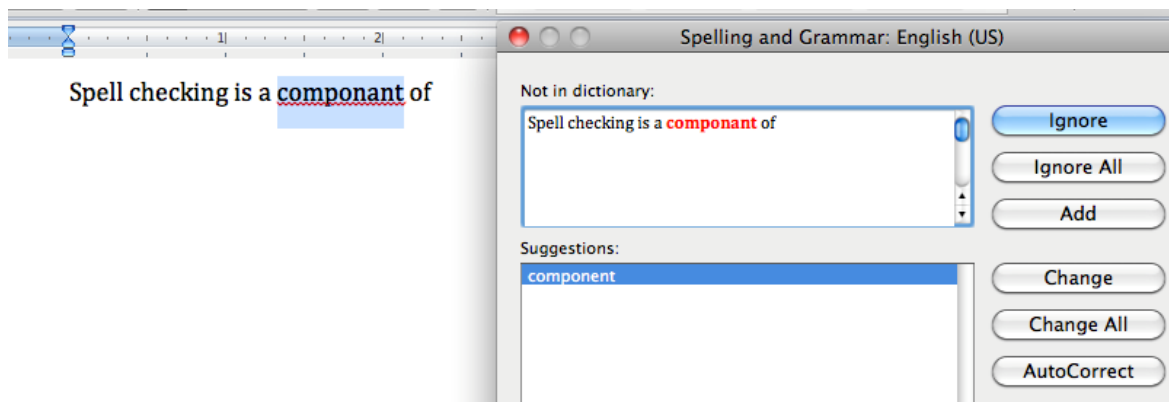 1 2
Spell checking is a componant of
Spelling and Grammar: English (US)
Not in dictionary:
Spell checking is a componant of
Ignore
Ignore All
Add
Suggestions:
component
Change
Change All
AutoCorrect